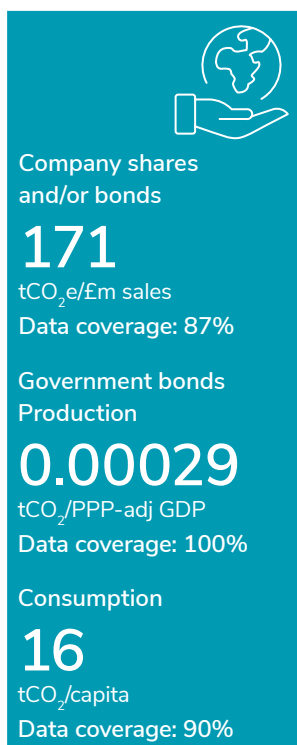 Company shares
and/or bonds
171
tCO₂e/£m sales
Data coverage: 87%
Government bonds
Production
0.00029
tCO₂/PPP-adj GDP
Data coverage: 100%
Consumption
16
tCO₂/capita
Data coverage: 90%